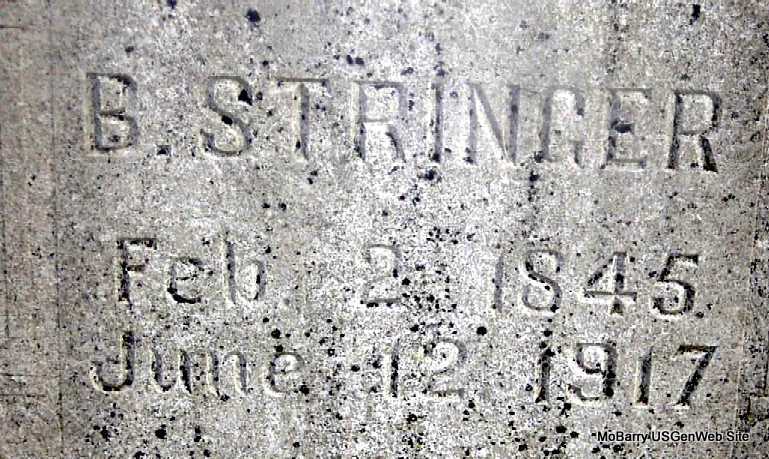 B. STRINGER
Feb. 2, 1845
June 12, 1917
MoBarry USGenWeb Site